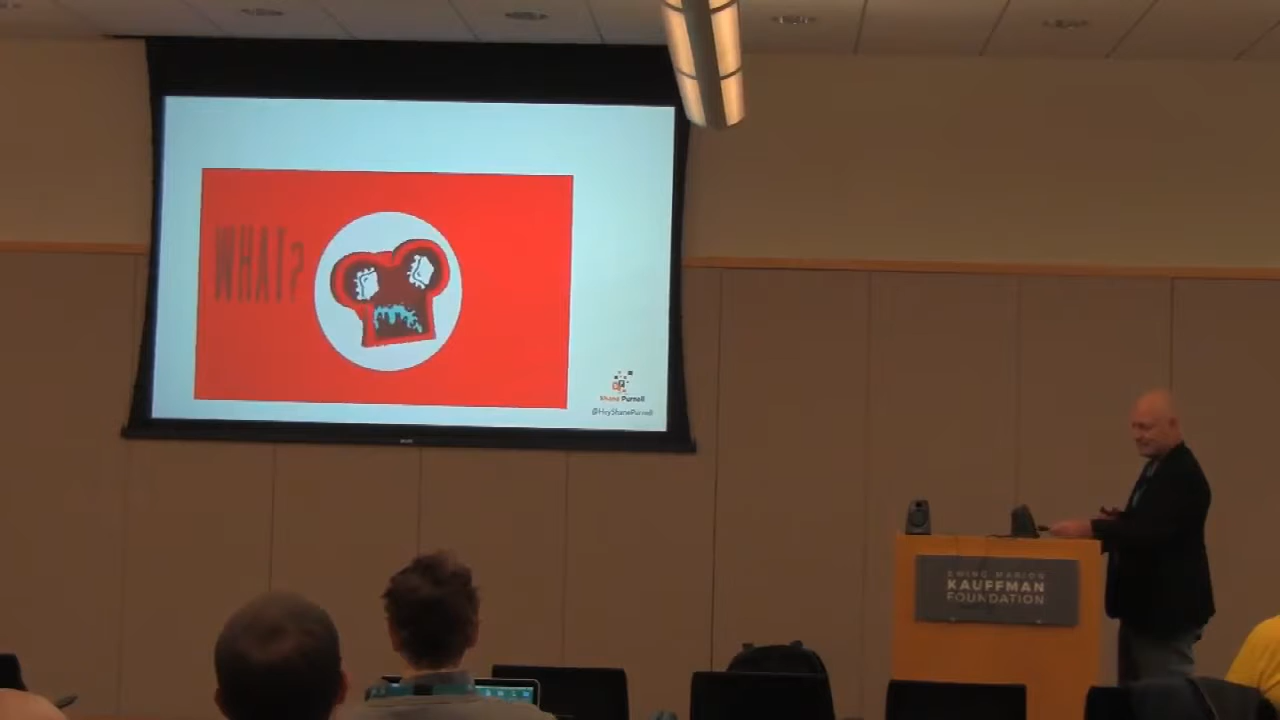 WHAT?
Shane Purnell
@HeyShanePurnell
EWING MARION
KAUFFMAN
FOUNDATION